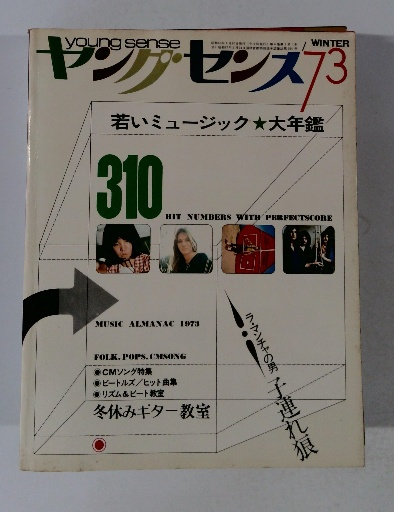 young sense
ヤング・センス
WINTER
'73
若いミュージック★大年鑑
310
HIT NUMBERS WITH PERFECTSCORE
MUSIC ALMANAC 1973
FOLK. POPS. CMSONG
◉CMソング特集
◉ビートルズ/ヒット曲集
◉リズム&ビート教室
冬休みギター教室
ラ・マンチャの男
子連れ狼